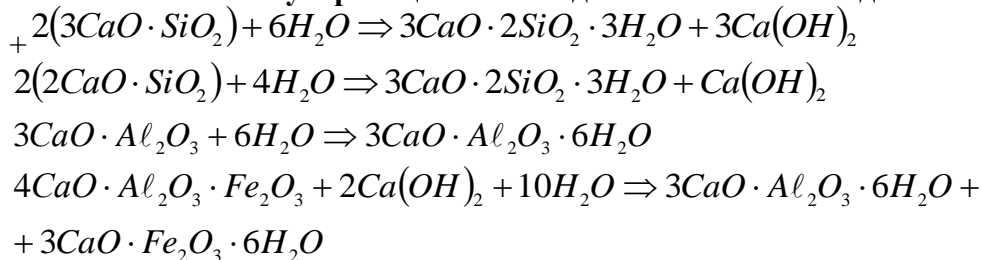 2(3CaO·SiO₂)+6H₂O⇒3CaO·2SiO₂·3H₂O+3Ca(OH)₂
+
2(2CaO·SiO₂)+4H₂O⇒3CaO·2SiO₂·3H₂O+Ca(OH)₂
3CaO·Aℓ₂O₃+6H₂O⇒3CaO·Aℓ₂O₃·6H₂O
4CaO·Aℓ₂O₃·Fe₂O₃+2Ca(OH)₂+10H₂O⇒3CaO·Aℓ₂O₃·6H₂O+
+3CaO·Fe₂O₃·6H₂O